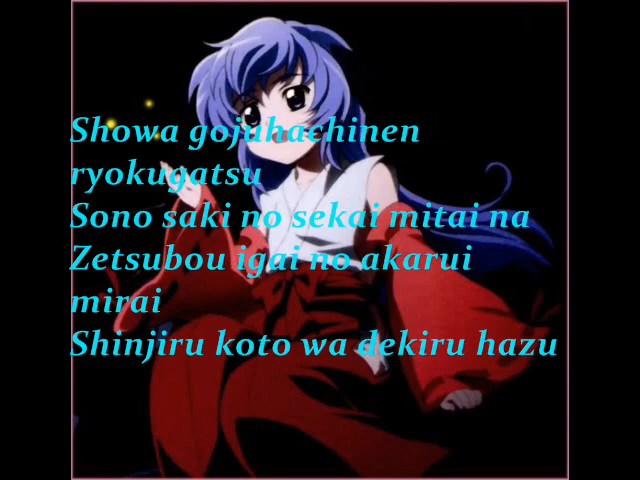 Showa gojuhachinen
ryokugatsu
Sono saki no sekai mitai na
Zetsubou igai no akarui
mirai
Shinjiru koto wa dekiru hazu